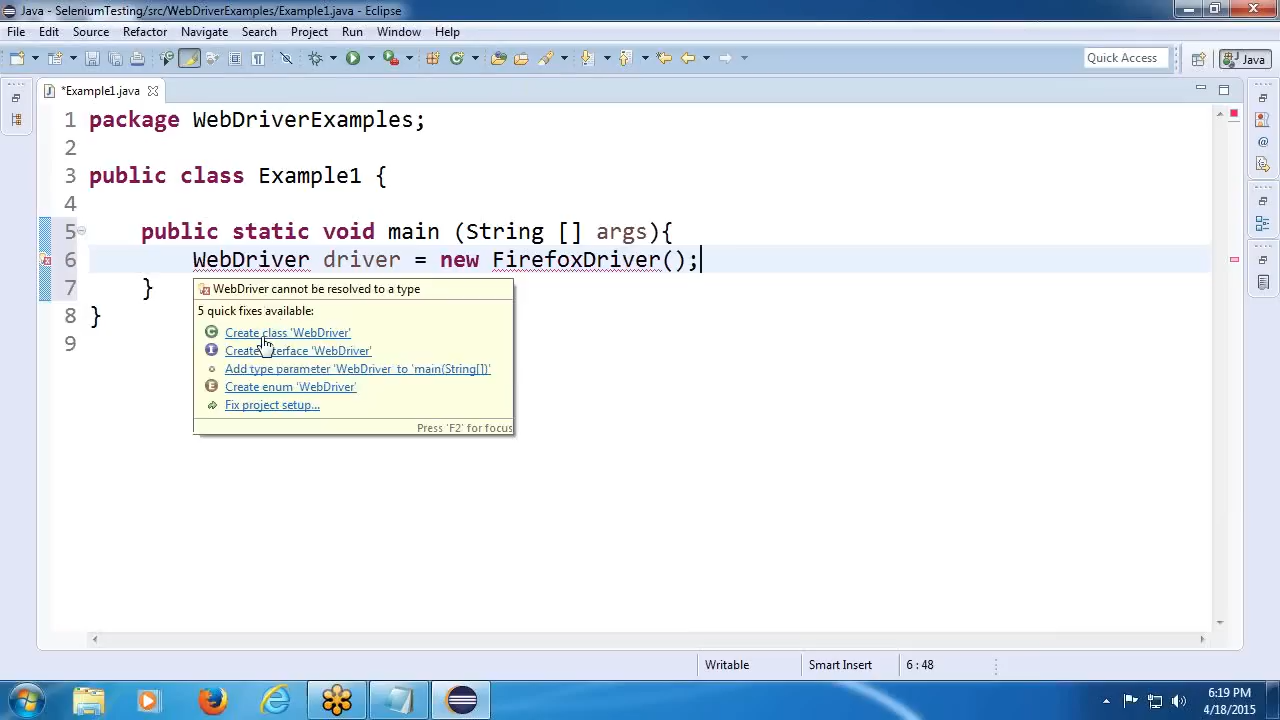 Java - SeleniumTesting/src/WebDriverExamples/Example1.java - Eclipse
File Edit Source Refactor Navigate Search Project Run Window Help
Quick Access
Java
*Example1.java
1 package WebDriverExamples;
2
3 public class Example1 {
4
5 public static void main (String [] args){
6 WebDriver driver = new FirefoxDriver();
7 }
8 }
9
WebDriver cannot be resolved to a type
5 quick fixes available:
Create class 'WebDriver'
Create interface 'WebDriver'
Add type parameter 'WebDriver' to 'main(String[])'
Create enum 'WebDriver'
Fix project setup...
Press 'F2' for focus
Writable Smart Insert 6 : 48
6:19 PM
4/18/2015